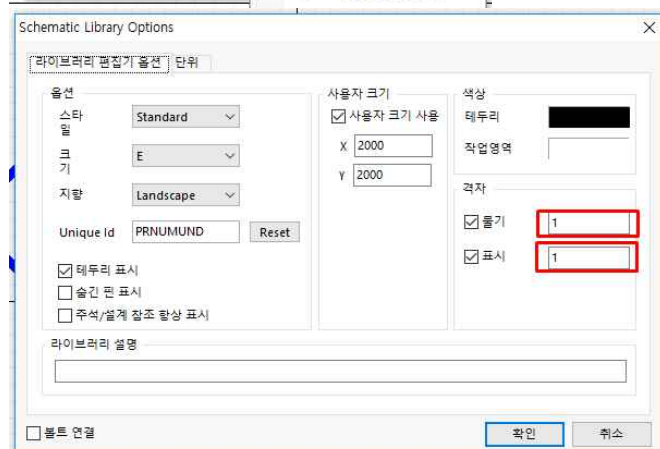 Schematic Library Options
라이브러리 편집기 옵션 단위
옵션
스타일 Standard
크기 E
지향 Landscape
Unique Id PRNUMUND Reset
테두리 표시
숨긴 핀 표시
주석/설계 참조 항상 표시
사용자 크기
사용자 크기 사용
X 2000
Y 2000
색상
테두리
작업영역
격자
물기 1
표시 1
라이브러리 설명
볼트 연결
확인 취소